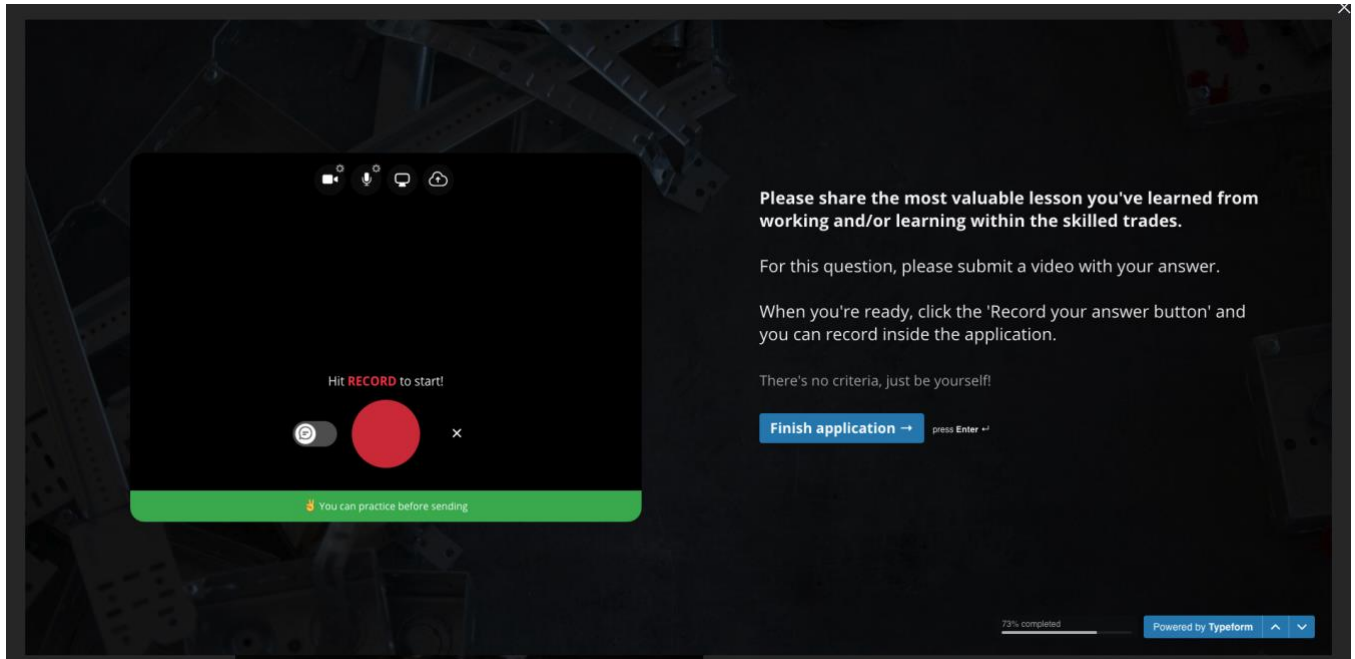 Hit RECORD to start!
✌ You can practice before sending
Please share the most valuable lesson you've learned from
working and/or learning within the skilled trades.
For this question, please submit a video with your answer.
When you're ready, click the 'Record your answer button' and
you can record inside the application.
There's no criteria, just be yourself!
Finish application →
press Enter ↵
73% completed
Powered by Typeform